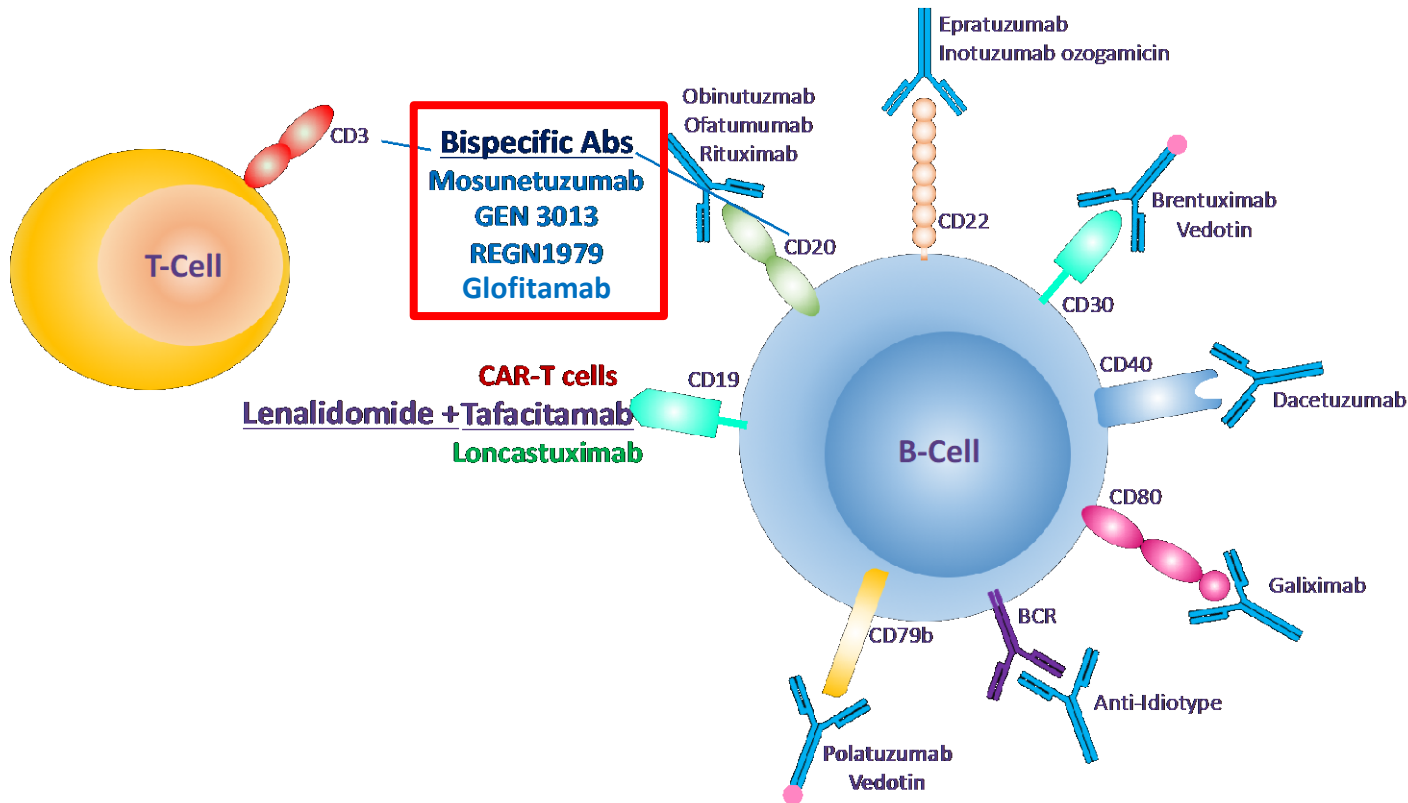 Epratuzumab
Inotuzumab ozogamicin
Obinutuzmab
Ofatumumab
Rituximab
CD3
Bispecific Abs
Mosunetuzumab
GEN 3013
REGN1979
Glofitamab
T-Cell
CD20
CD22
Brentuximab
Vedotin
CD30
CAR-T cells
Lenalidomide + Tafacitamab
Loncastuximab
CD19
CD40
Dacetuzumab
B-Cell
CD80
Galiximab
BCR
CD79b
Anti-Idiotype
Polatuzumab
Vedotin